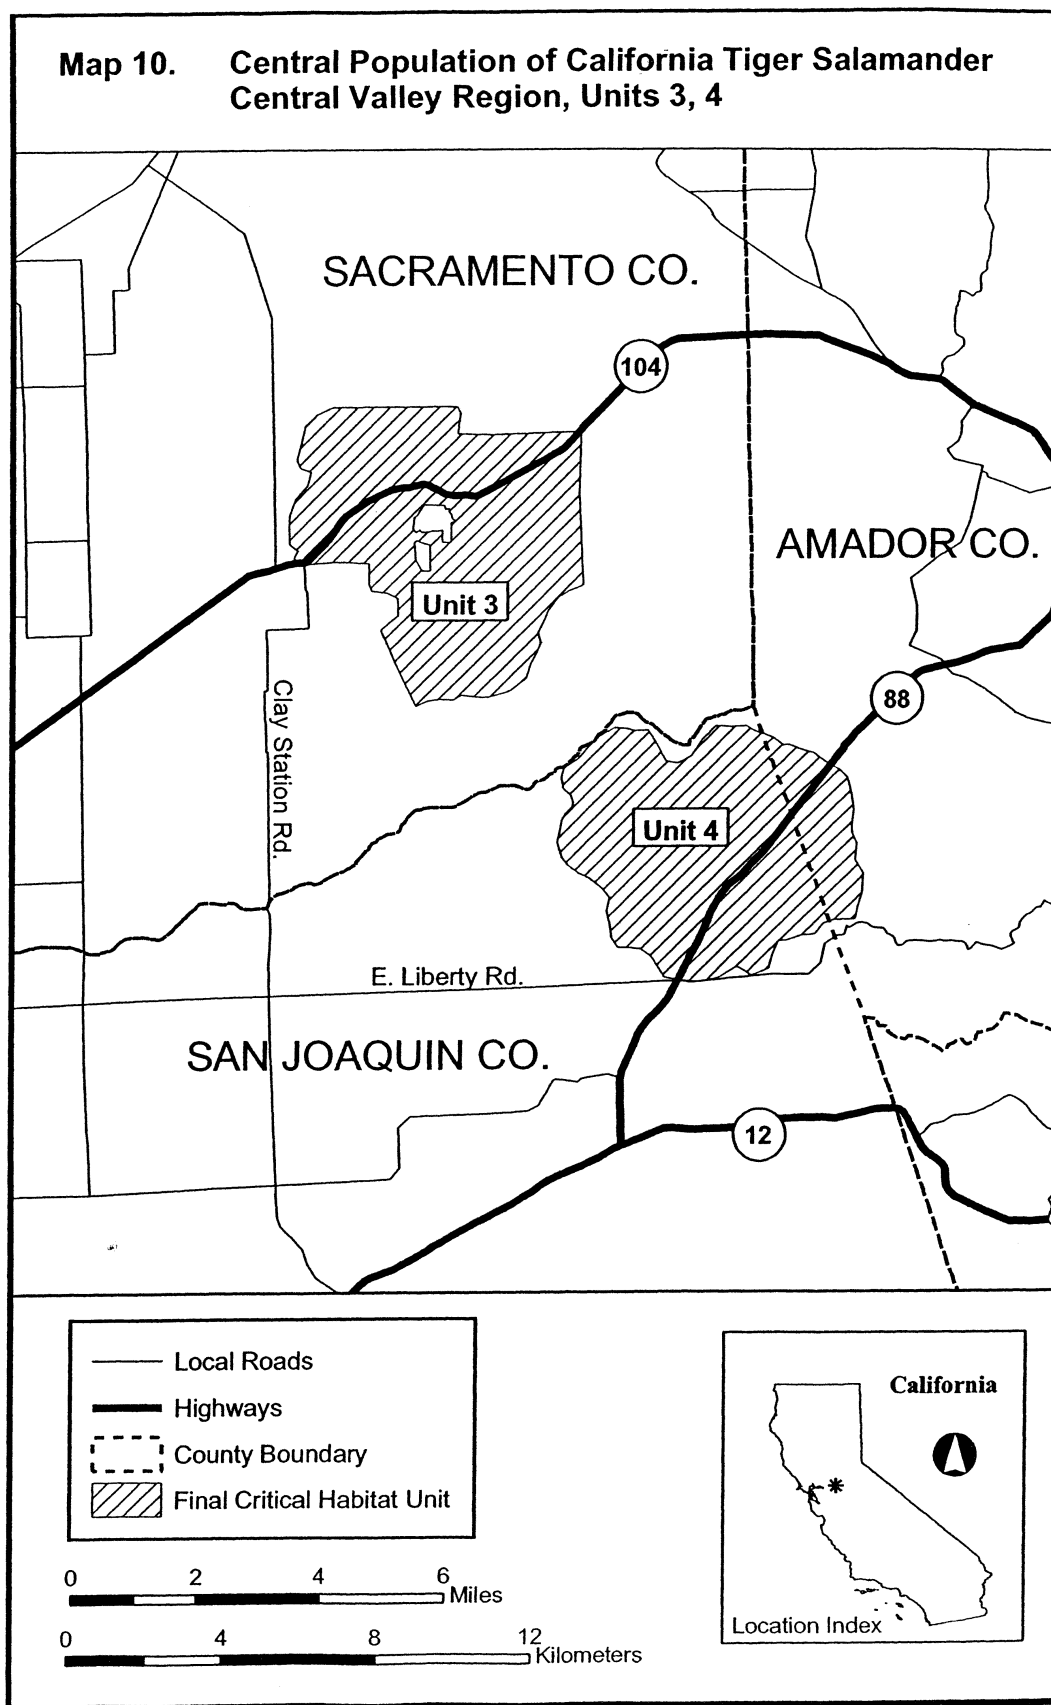 Map 10. Central Population of California Tiger Salamander
Central Valley Region, Units 3, 4
SACRAMENTO CO.
104
AMADOR CO.
Unit 3
88
Clay Station Rd.
Unit 4
E. Liberty Rd.
SAN JOAQUIN CO.
12
Local Roads
Highways
County Boundary
Final Critical Habitat Unit
0 2 4 6
Miles
0 4 8 12
Kilometers
California
Location Index